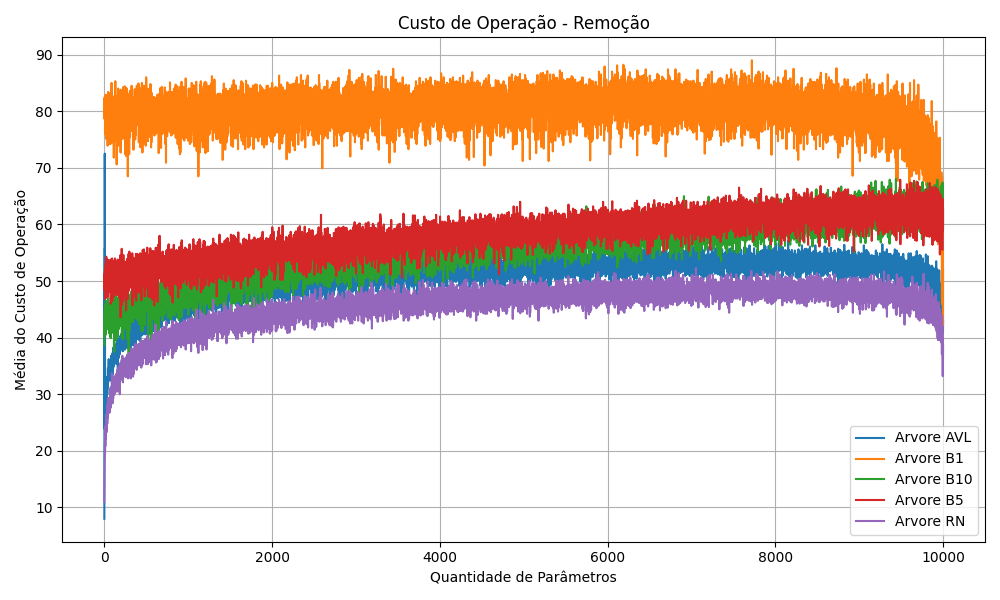 Custo de Operação - Remoção
Média do Custo de Operação
90
80
70
60
50
40
30
20
10
0
2000
4000
6000
8000
10000
Quantidade de Parâmetros
Arvore AVL
Arvore B1
Arvore B10
Arvore B5
Arvore RN